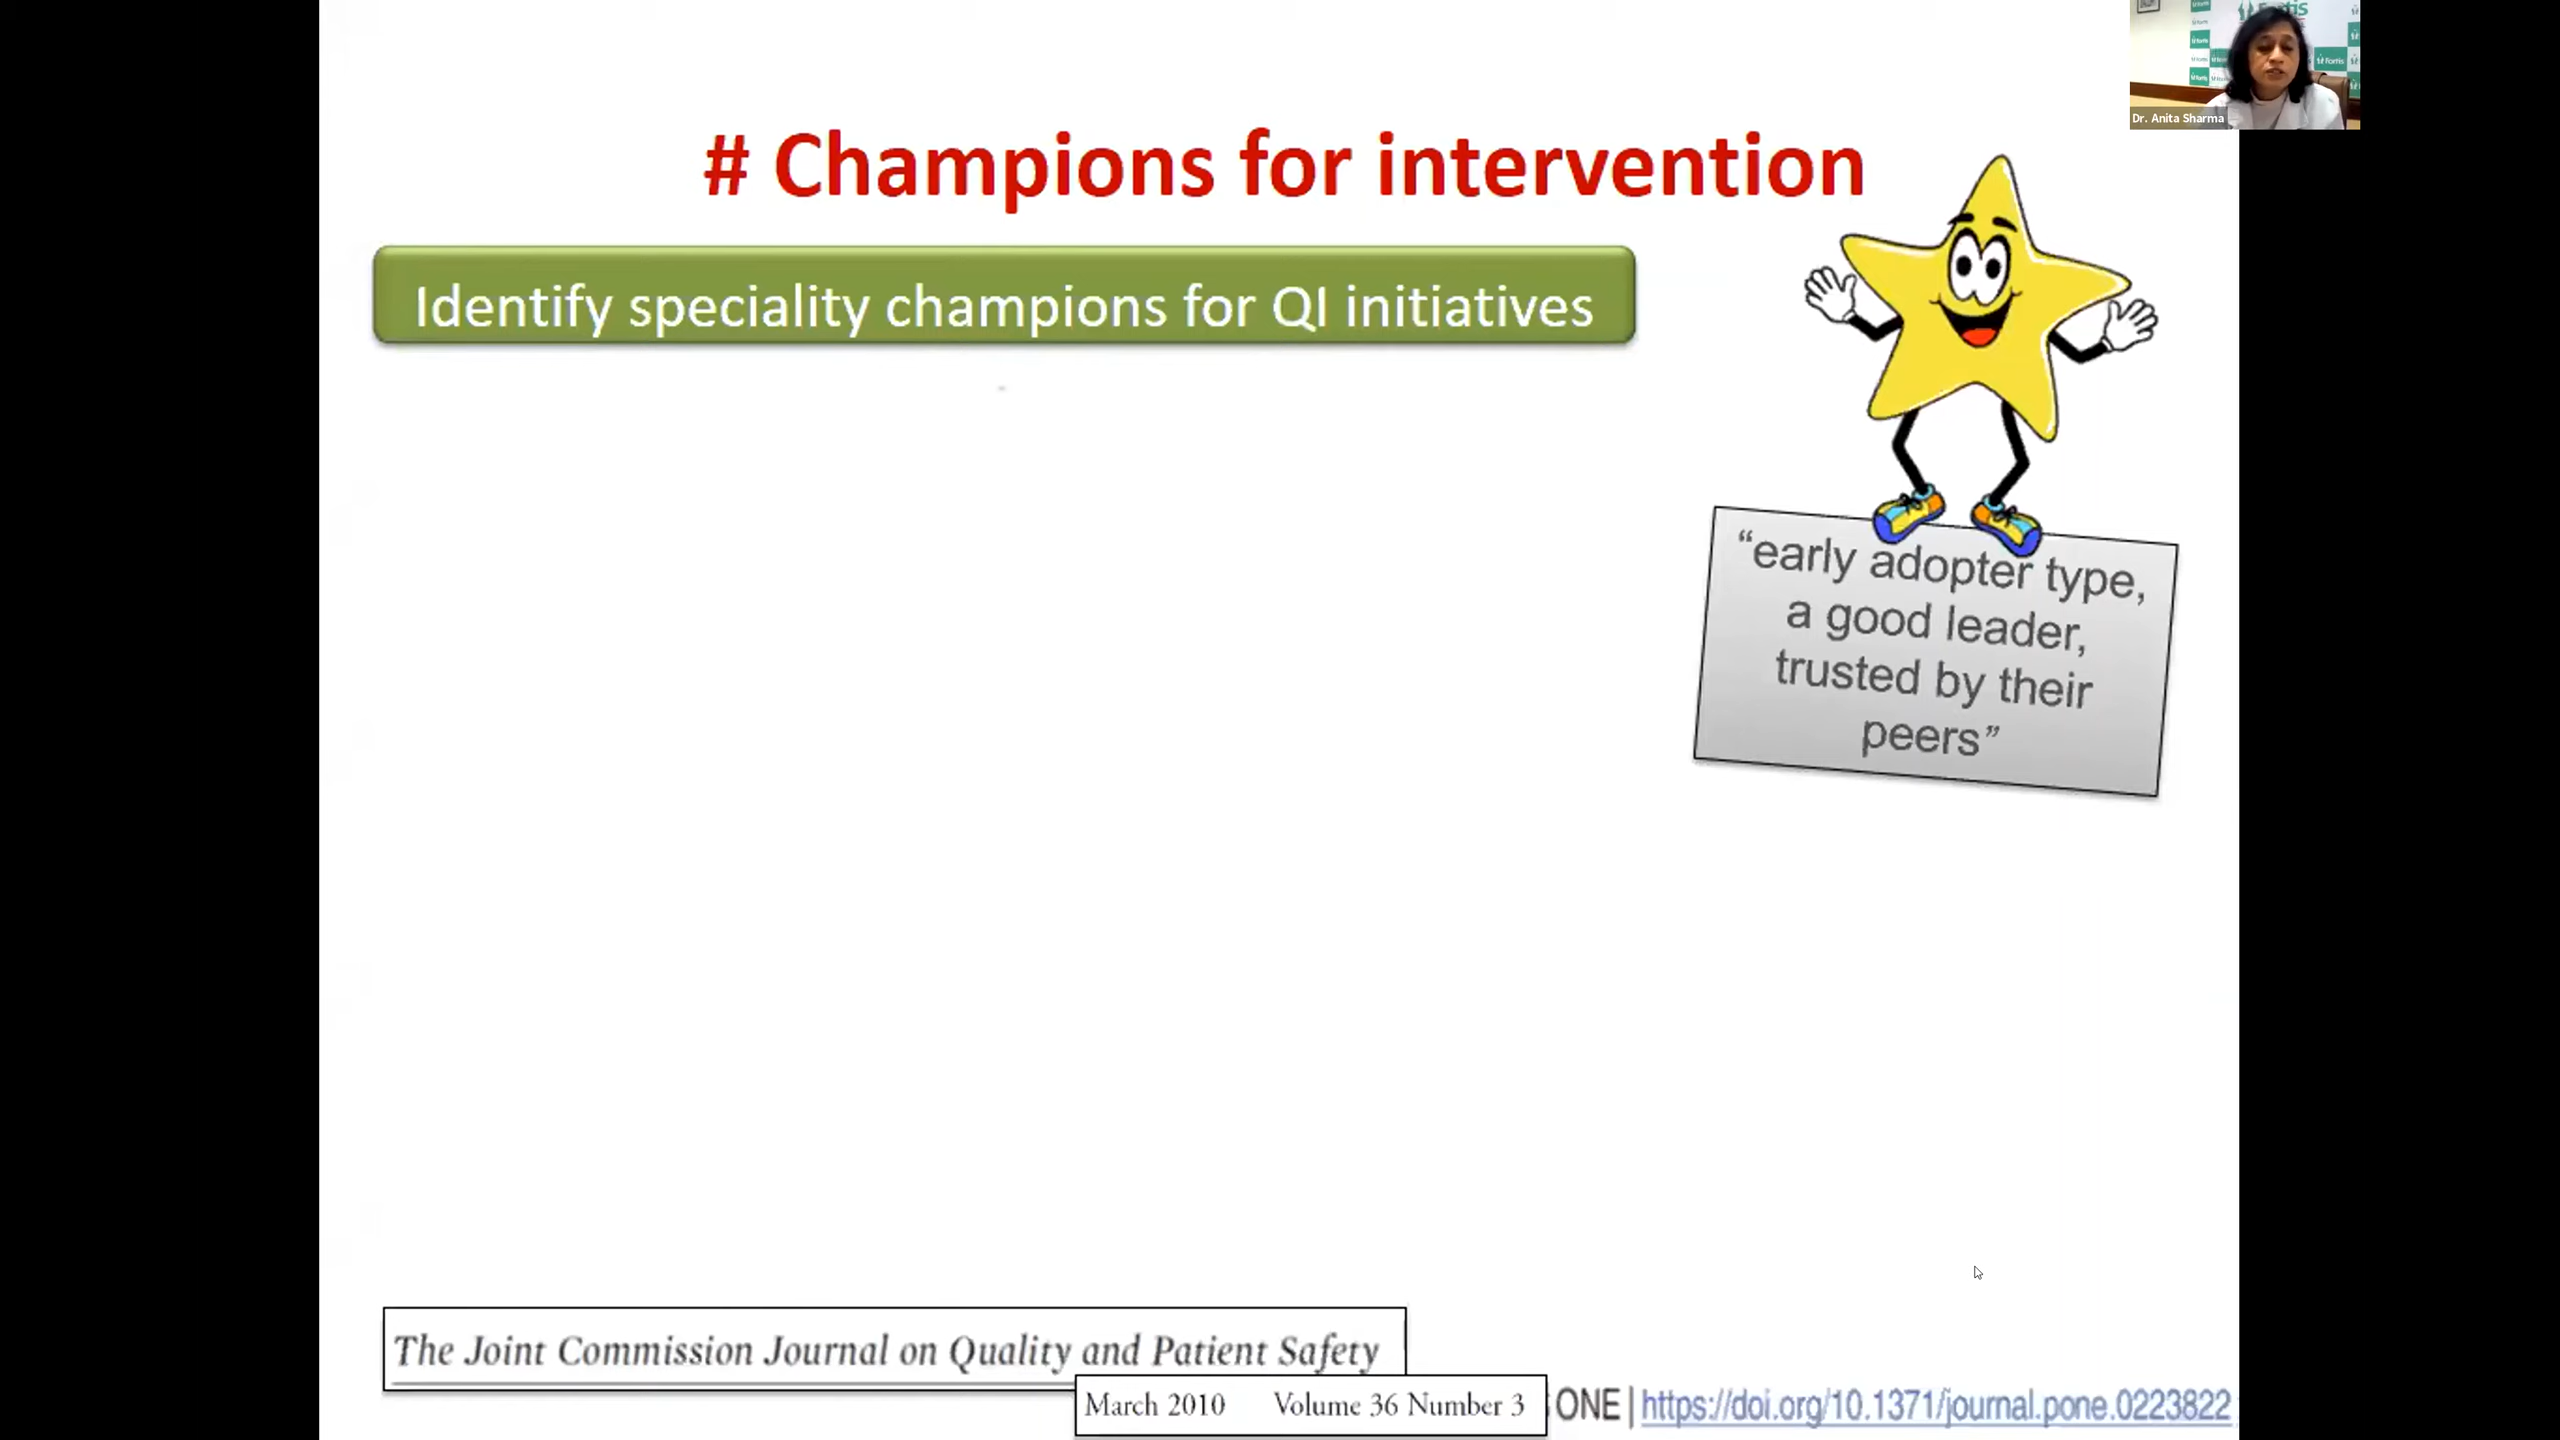 Fortis
Fortis
Dr. Anita Sharma
# Champions for intervention
Identify speciality champions for QI initiatives
“early adopter type,
a good leader,
trusted by their
peers”
The Joint Commission Journal on Quality and Patient Safety
March 2010 Volume 36 Number 3
ONE | https://doi.org/10.1371/journal.pone.0223822